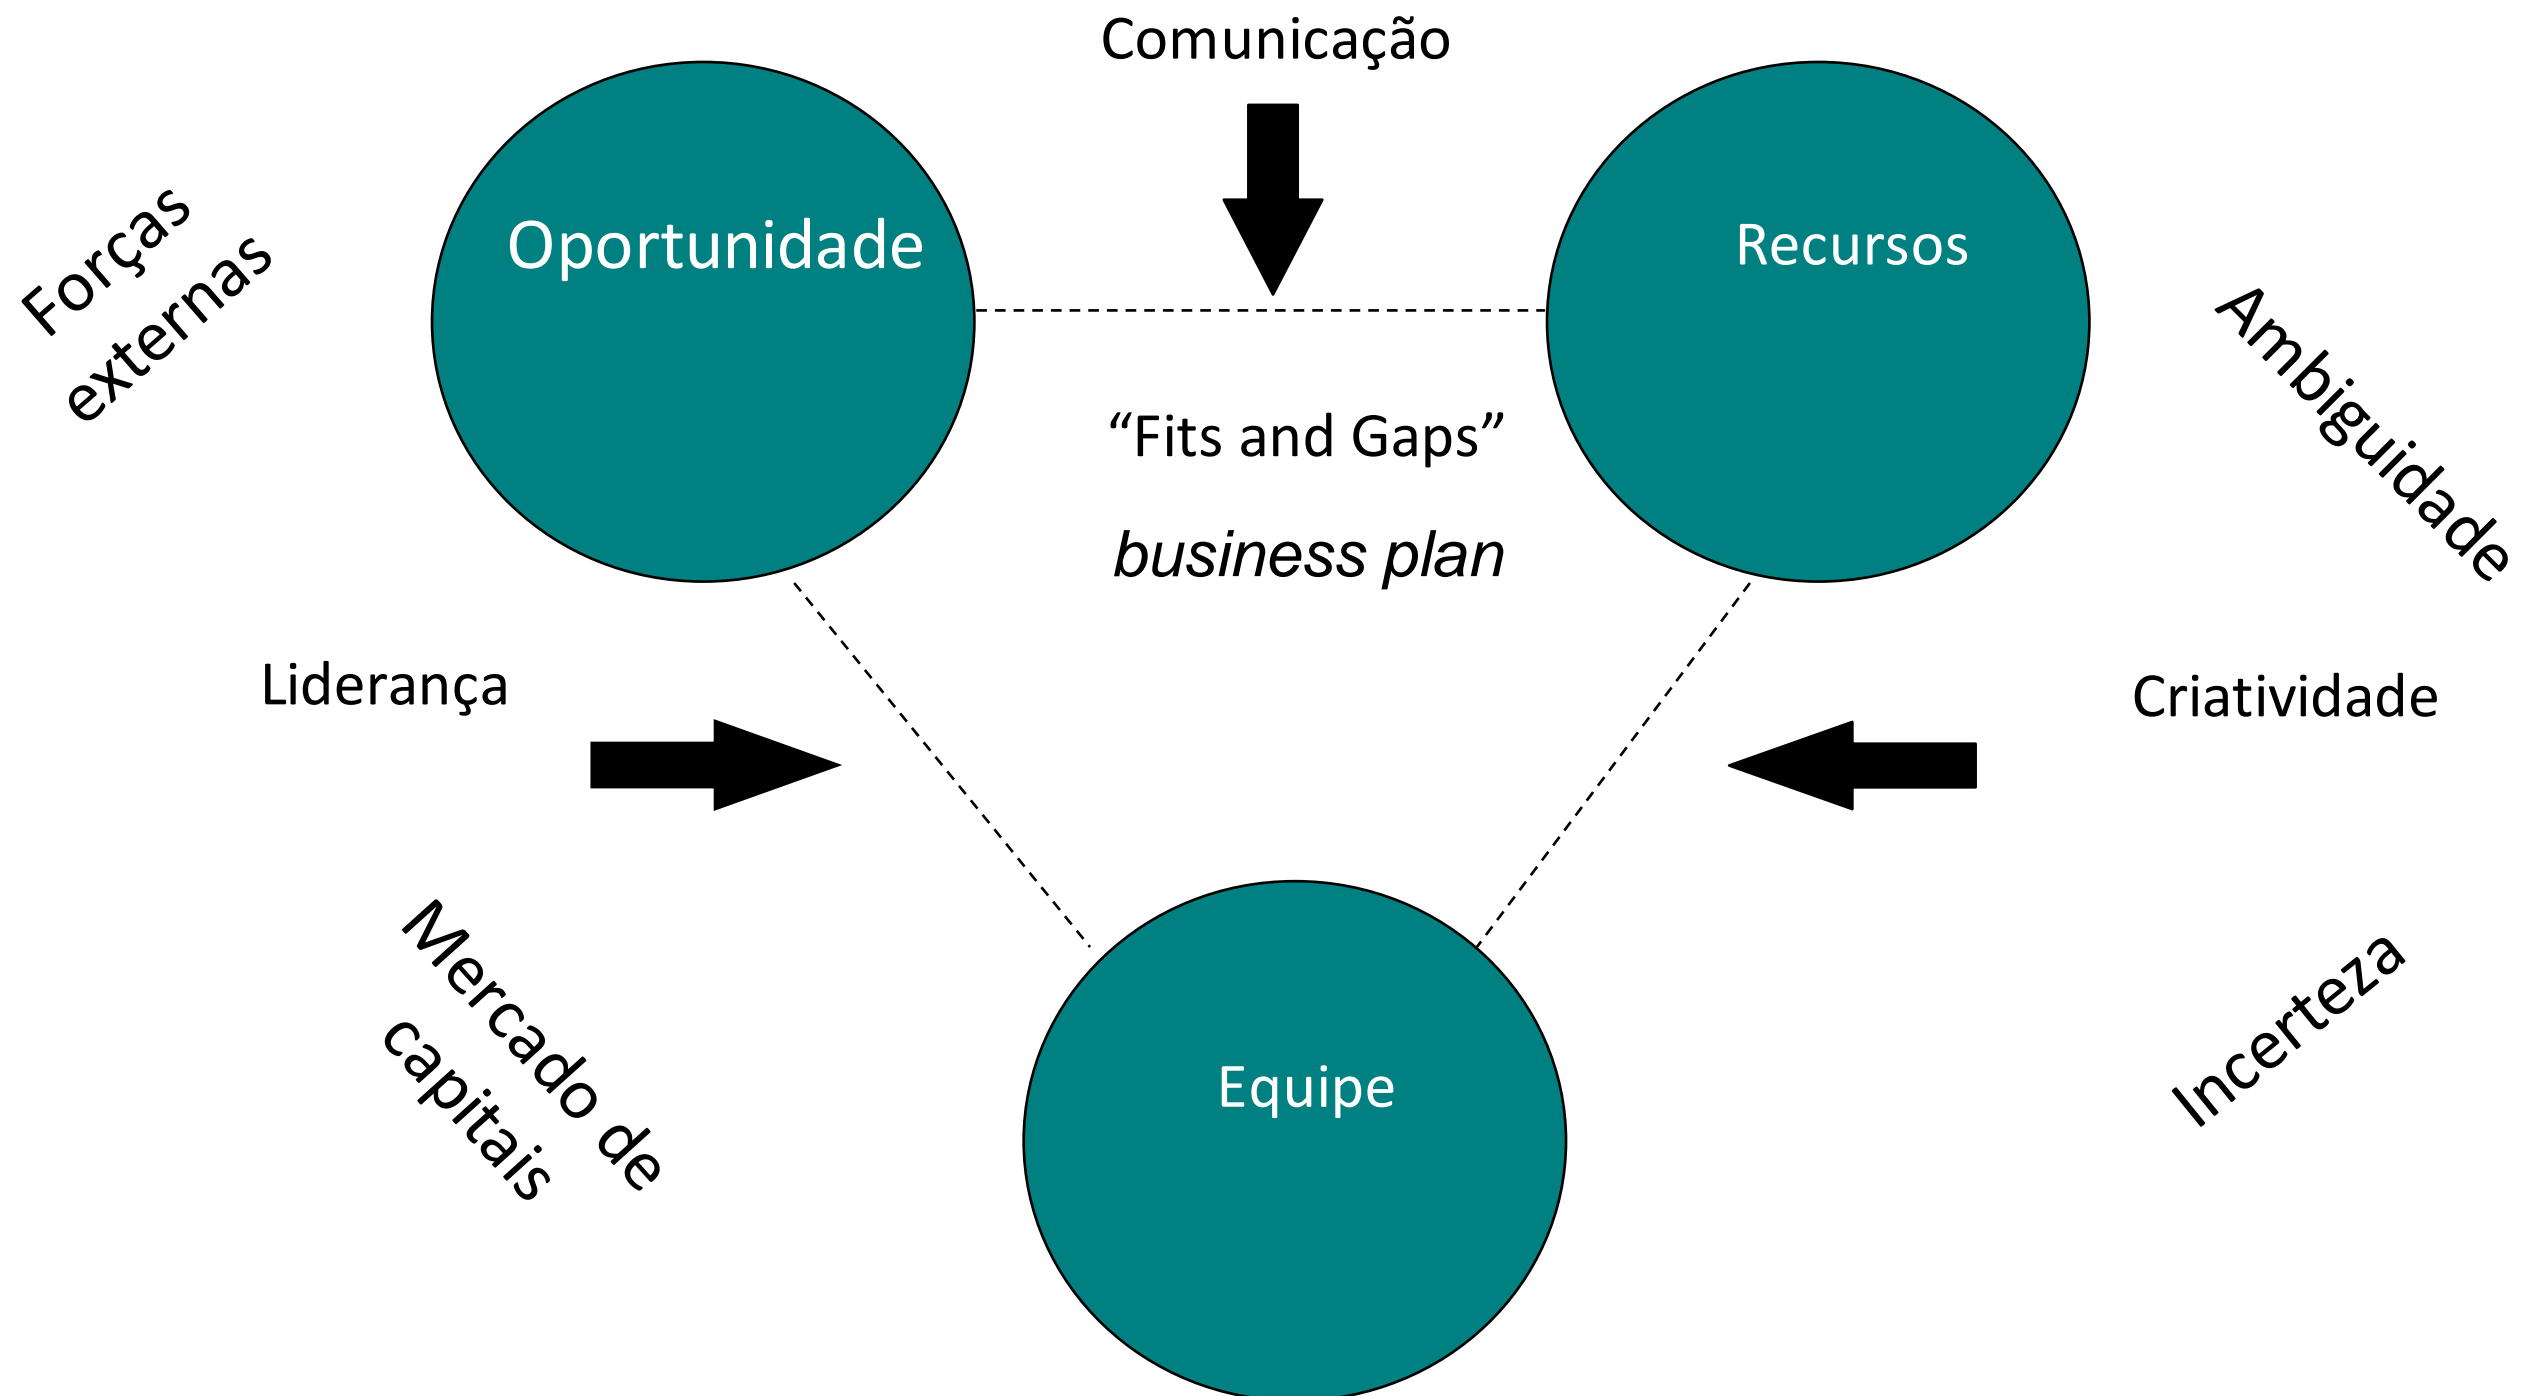 Comunicação
Forças
externas
Oportunidade
Recursos
Ambiguidade
“Fits and Gaps”
business plan
Liderança
Criatividade
Mercado de
capitais
Equipe
Incerteza